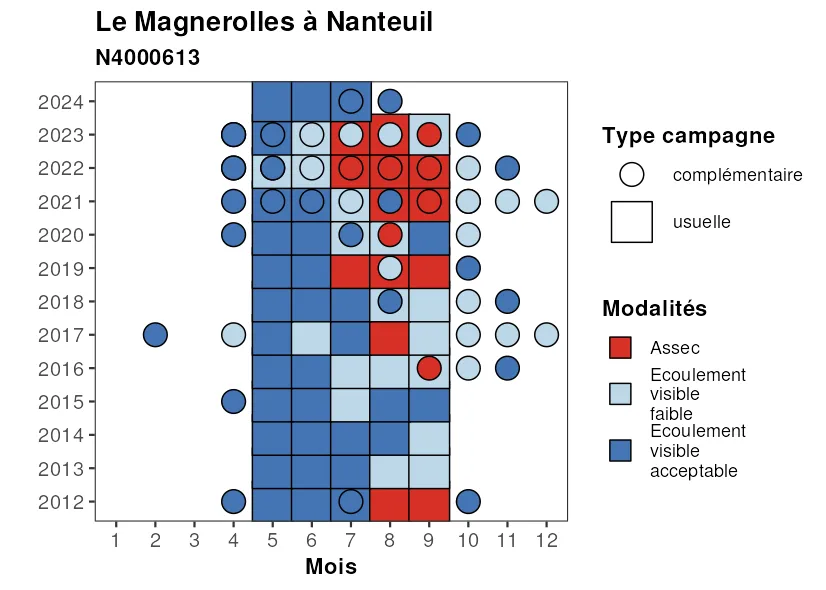 Le Magnerolles à Nanteuil
N4000613
2024
2023
2022
2021
2020
2019
2018
2017
2016
2015
2014
2013
2012
1 2 3 4 5 6 7 8 9 10 11 12
Mois
Type campagne
complémentaire
usuelle
Modalités
Assec
Ecoulement
visible
faible
Ecoulement
visible
acceptable